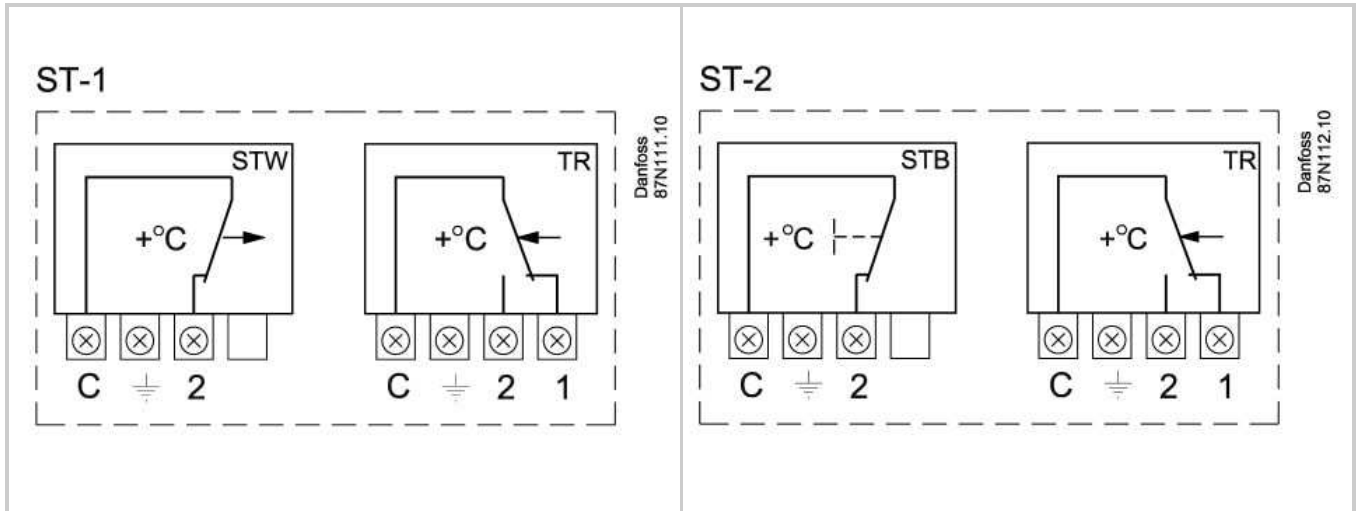 ST-1
STW
TR
+°C
+°C
C 2
C 2 1
Danfoss
87N111.10
ST-2
STB
TR
+°C
+°C
C 2
C 2 1
Danfoss
87N112.10